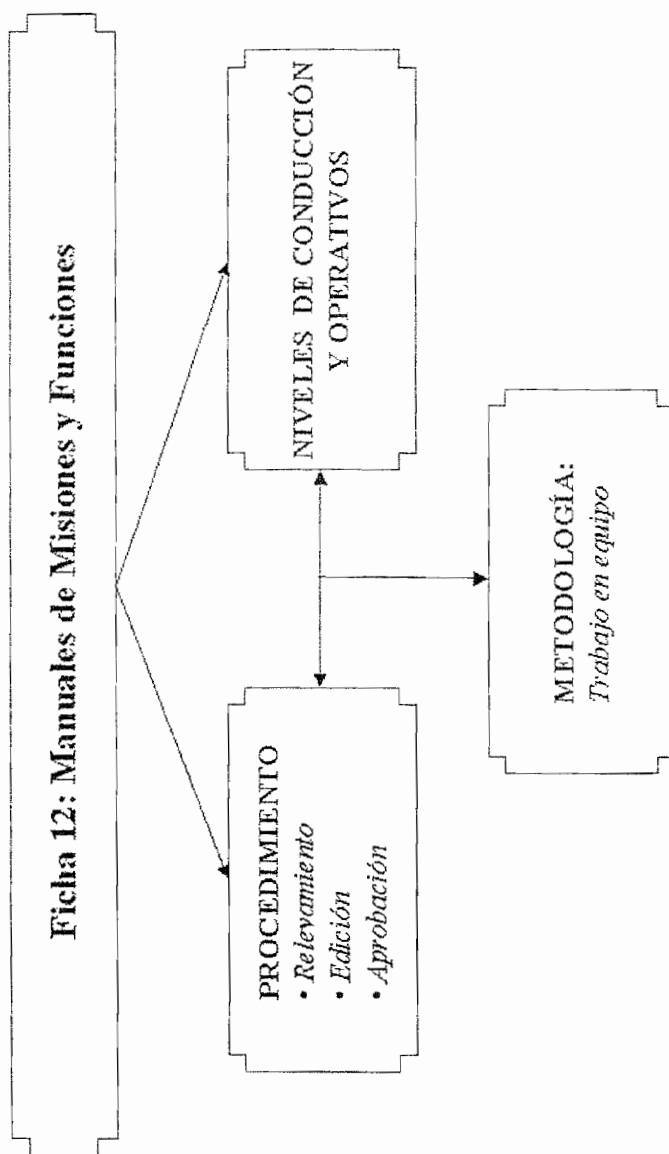 Ficha 12: Manuales de Misiones y Funciones
PROCEDIMIENTO
• Relevamiento
• Edición
• Aprobación
NIVELES DE CONDUCCIÓN
Y OPERATIVOS
METODOLOGÍA:
Trabajo en equipo